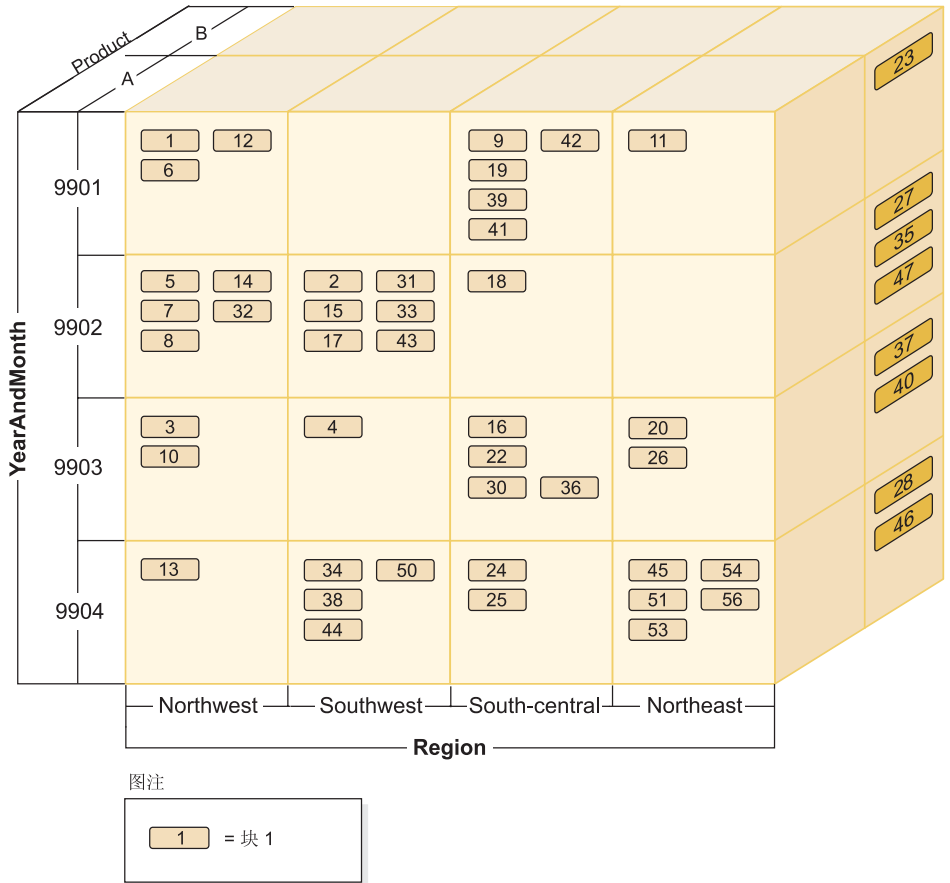 Product
A
B
23
1 12 9 42 11
6 19
9901
39
27
41
35
5 14 2 31 18
47
7 32 15 33
9902
8 17 43
37
YearAndMonth
40
3 4 16 20
10 22 26
9903
30 36
28
46
13 34 50 24 45 54
38 25 51 56
9904
44 53
Northwest Southwest South-central Northeast
Region
图注
1 = 块 1